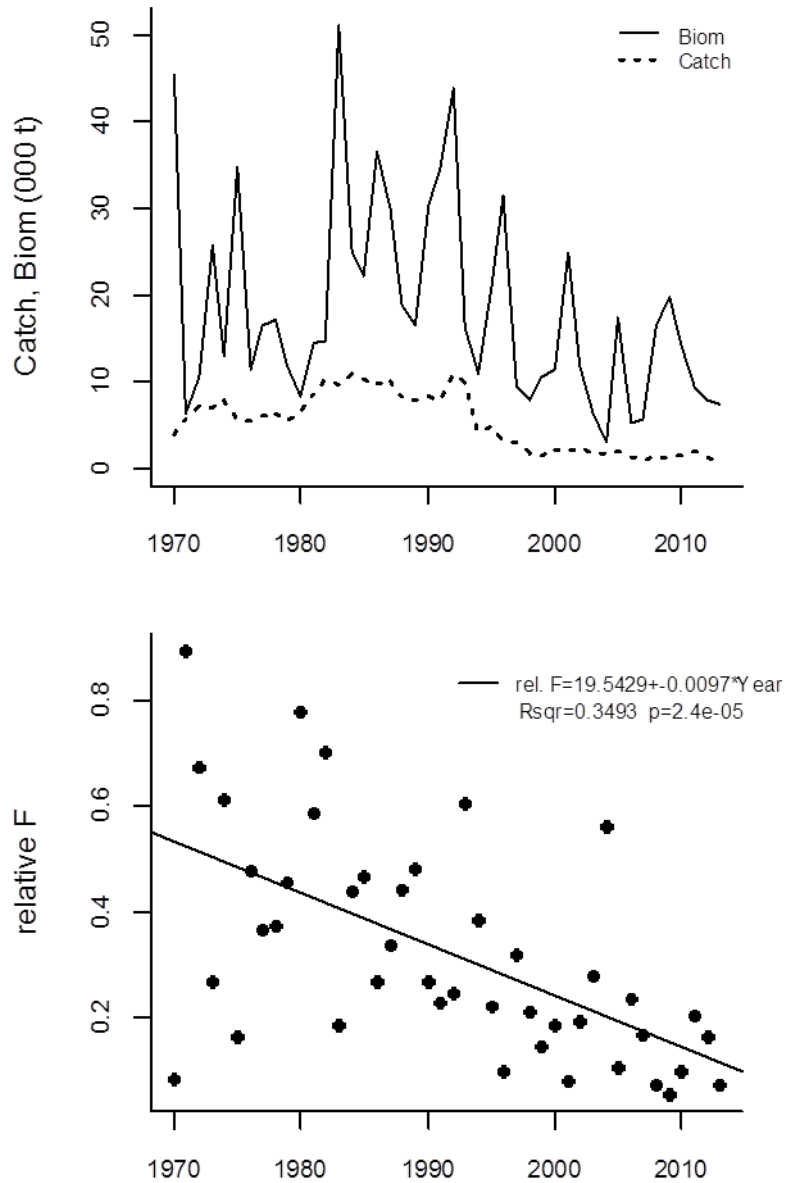 Catch, Biom (000 t)
50
40
30
20
10
0
Biom
Catch
1970 1980 1990 2000 2010
relative F
0.8
0.6
0.4
0.2
rel. F=19.5429+-0.0097*Year
Rsqr=0.3493 p=2.4e-05
1970 1980 1990 2000 2010